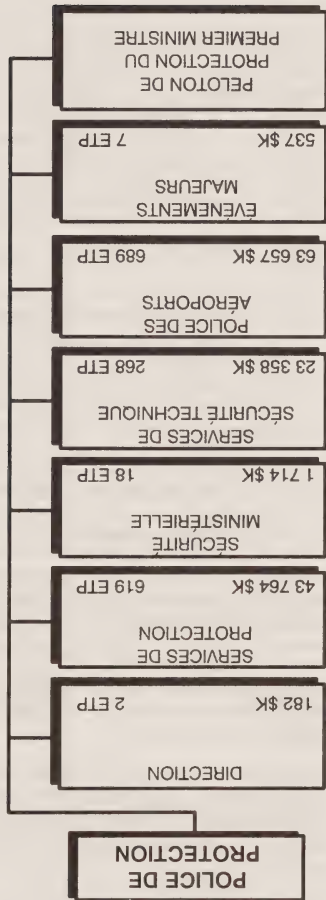 POLICE DE
PROTECTION
DIRECTION
182 $K 2 ETP
SERVICES DE
PROTECTION
43 764 $K 619 ETP
SÉCURITÉ
MINISTÉRIELLE
1 714 $K 18 ETP
SERVICES DE
SÉCURITÉ TECHNIQUE
23 358 $K 268 ETP
POLICE DES
AÉROPORTS
63 657 $K 689 ETP
ÉVÉNEMENTS
MAJEURS
537 $K 7 ETP
PELOTON DE
PROTECTION DU
PREMIER MINISTRE